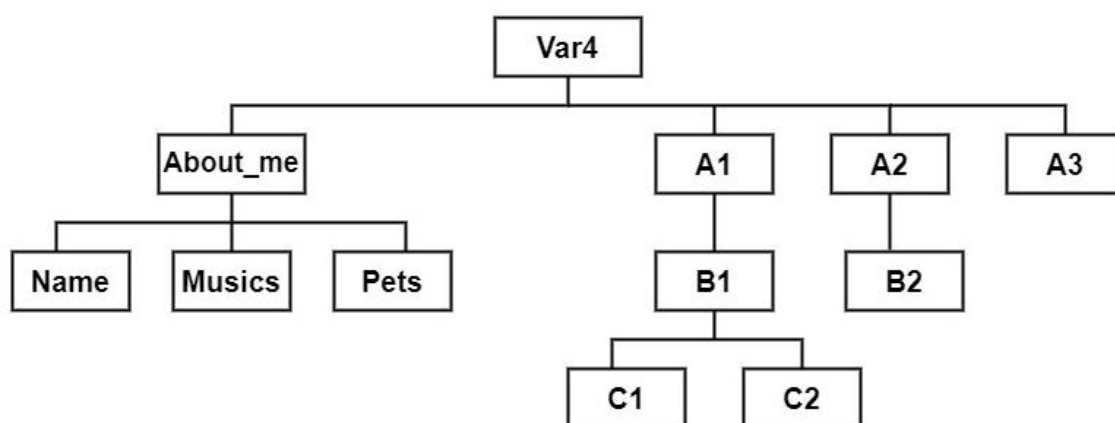 Var4
About_me
A1
A2
A3
Name
Musics
Pets
B1
B2
C1
C2